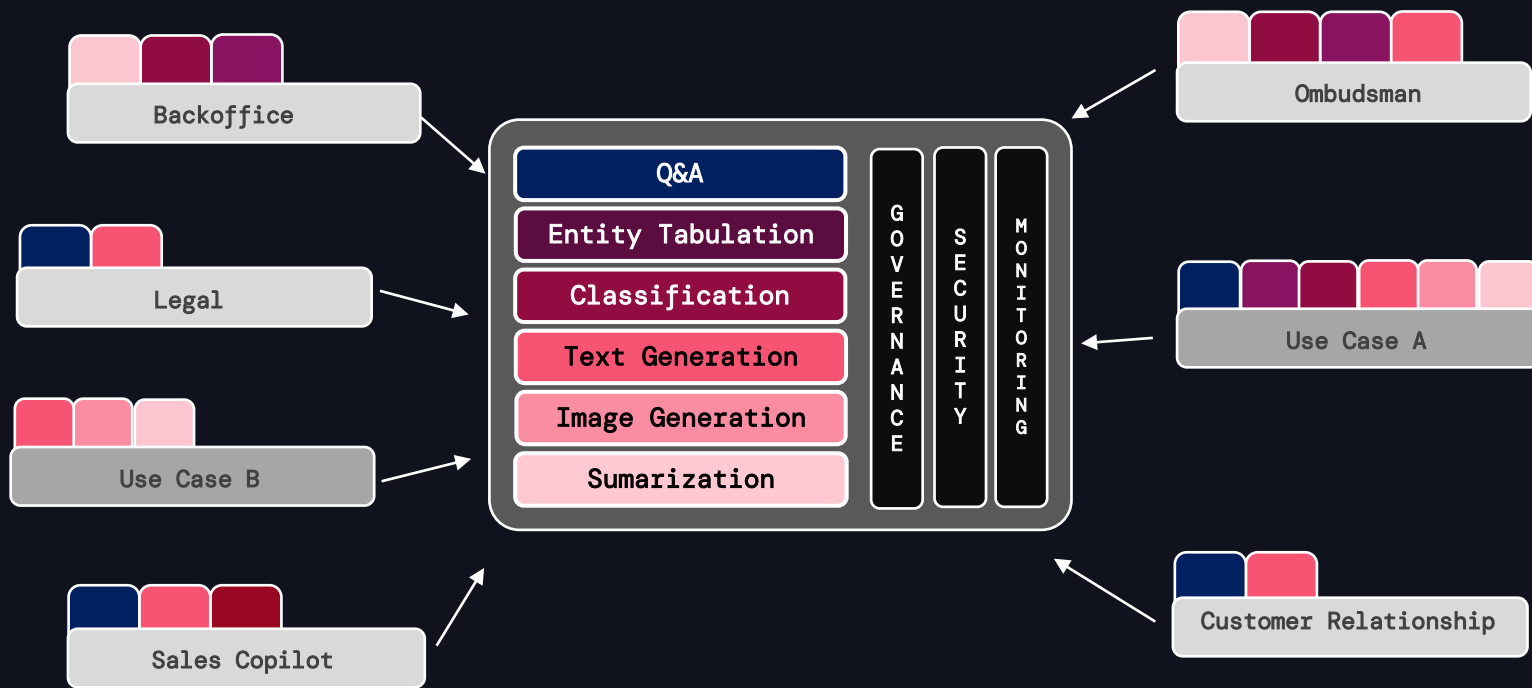 Backoffice
Legal
Use Case B
Sales Copilot
Q&A
Entity Tabulation
Classification
Text Generation
Image Generation
Sumarization
GOVERNANCE
SECURITY
MONITORING
Ombudsman
Use Case A
Customer Relationship